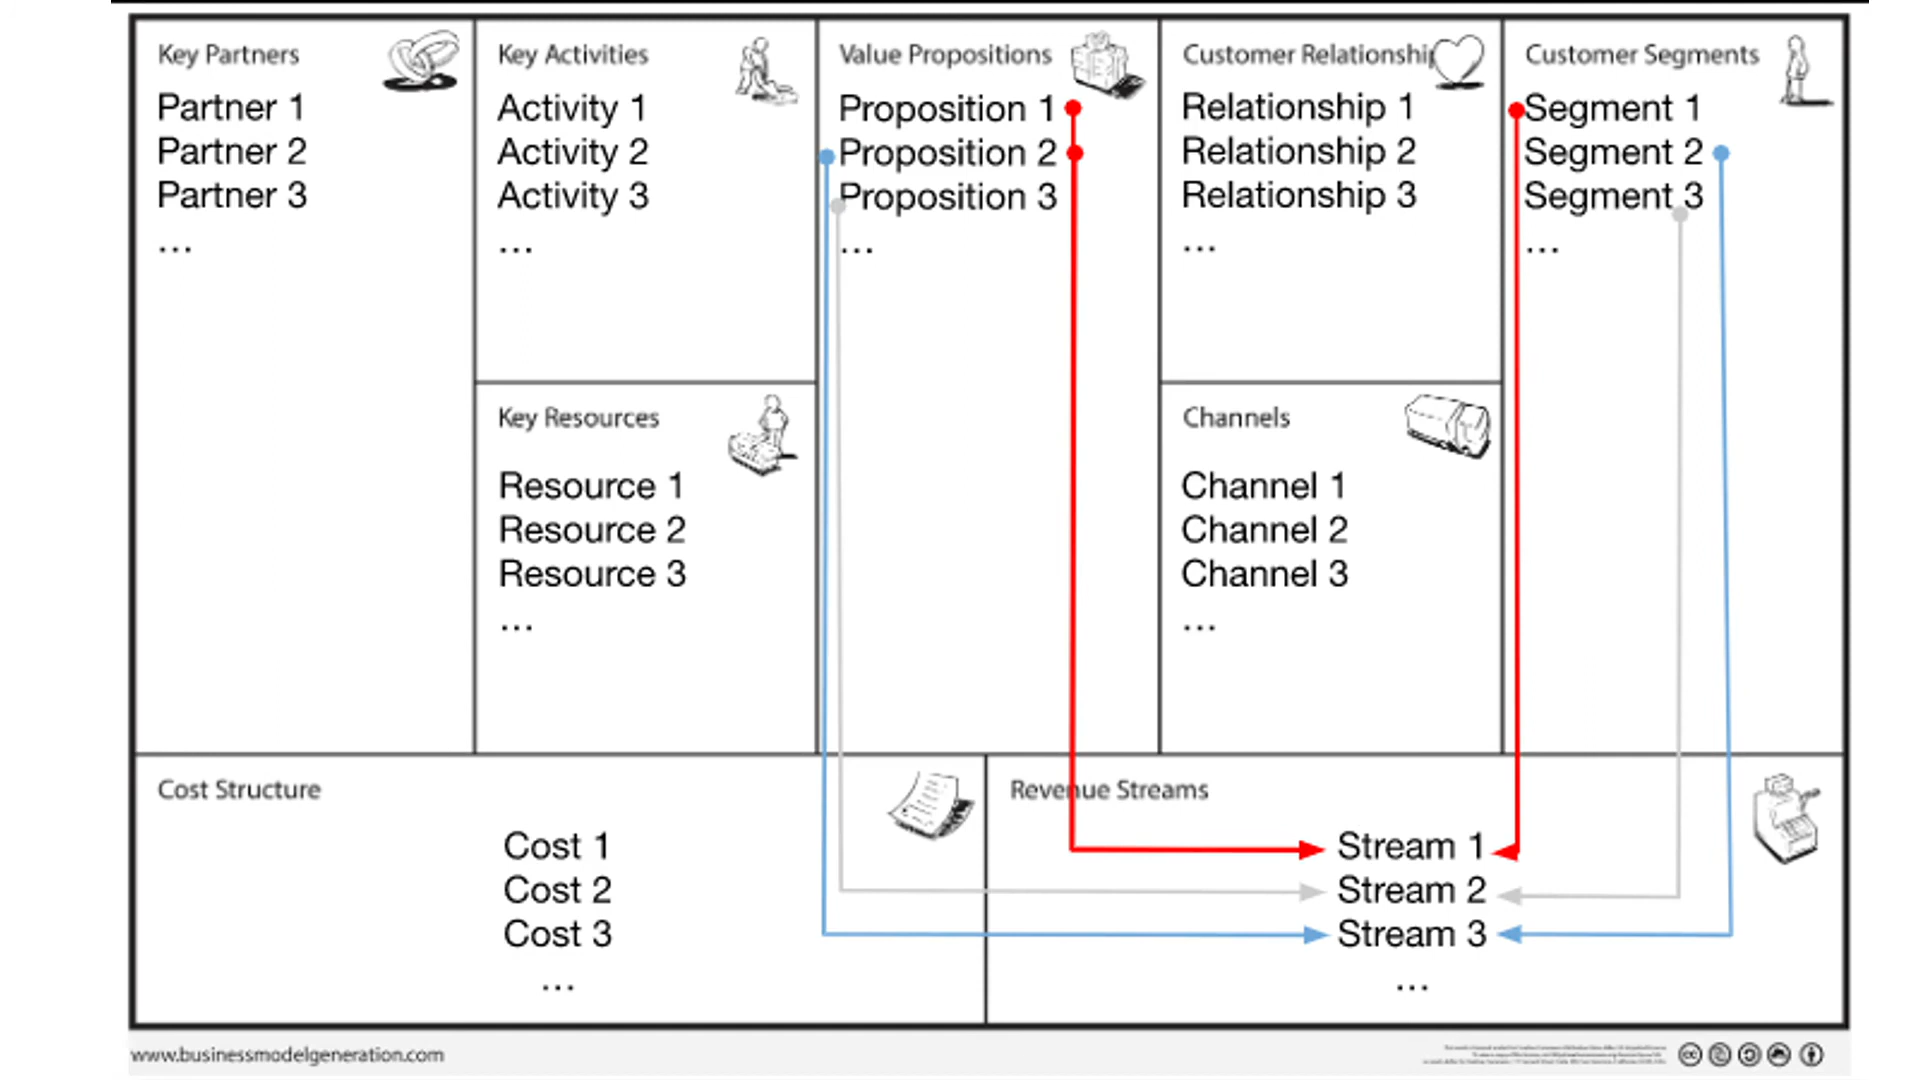 Key Partners
Partner 1
Partner 2
Partner 3
...
Key Activities
Activity 1
Activity 2
Activity 3
...
Key Resources
Resource 1
Resource 2
Resource 3
...
Value Propositions
Proposition 1
Proposition 2
Proposition 3
...
Customer Relationship
Relationship 1
Relationship 2
Relationship 3
...
Channels
Channel 1
Channel 2
Channel 3
...
Customer Segments
Segment 1
Segment 2
Segment 3
...
Cost Structure
Cost 1
Cost 2
Cost 3
...
Revenue Streams
Stream 1
Stream 2
Stream 3
...
www.businessmodelgeneration.com